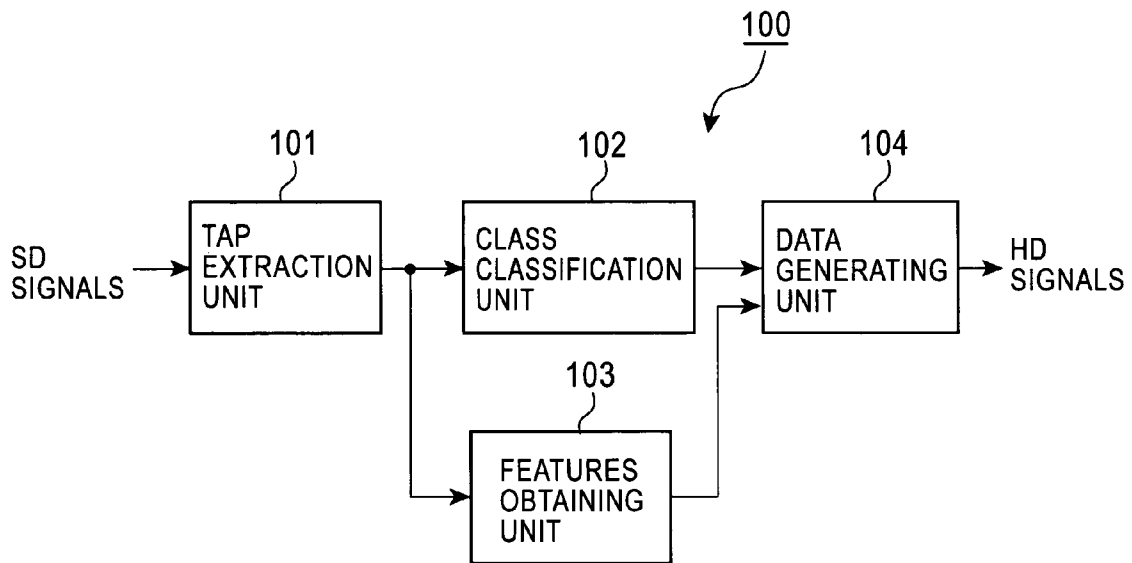 100
101
102
104
SD
SIGNALS
TAP
EXTRACTION
UNIT
CLASS
CLASSIFICATION
UNIT
DATA
GENERATING
UNIT
HD
SIGNALS
103
FEATURES
OBTAINING
UNIT